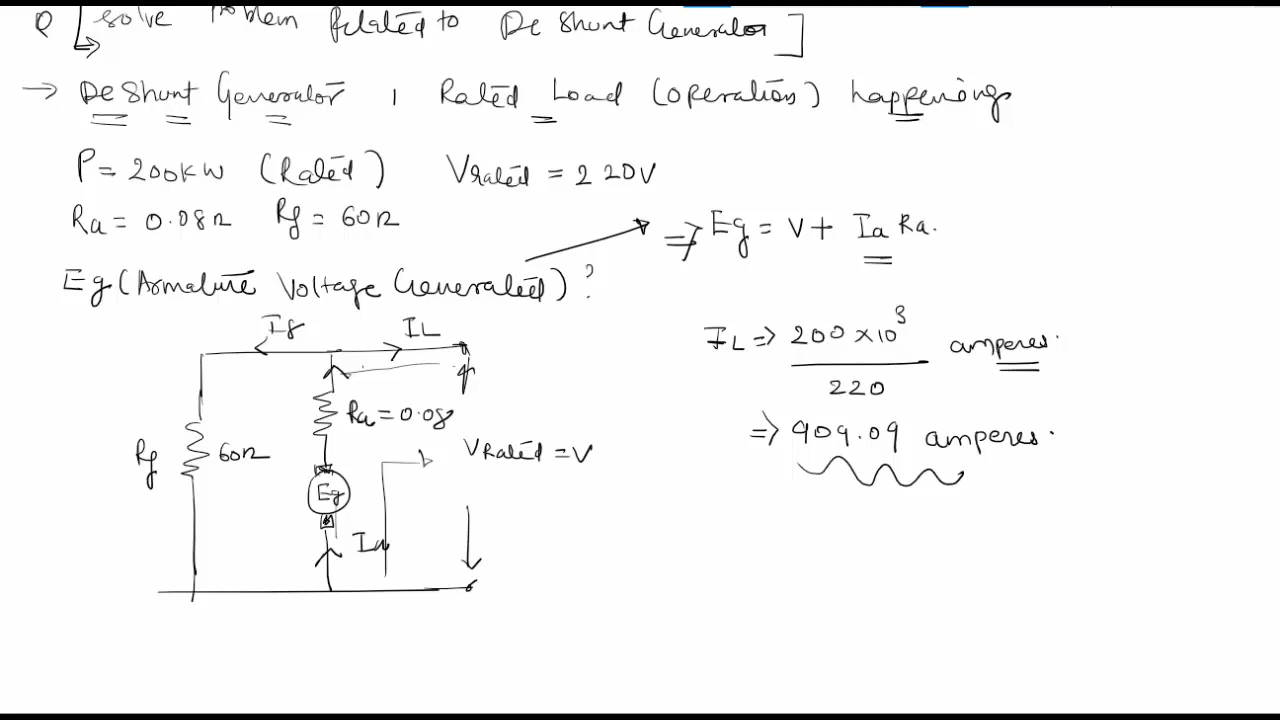 Q [ solve problem related to DC Shunt Generator ]
→ DC Shunt Generator , Rated Load (operation) happening
P = 200kW (Rated) Vrated = 220V
Ra = 0.08Ω Rf = 60Ω
⇒ Eg = V + Ia Ra.
Eg (Armature Voltage Generated) ?
If IL
IL ⇒ 200 × 10³ / 220 amperes.
Ra = 0.08
⇒ 909.09 amperes.
Rf 60Ω
VRated = V
Eg
Ia